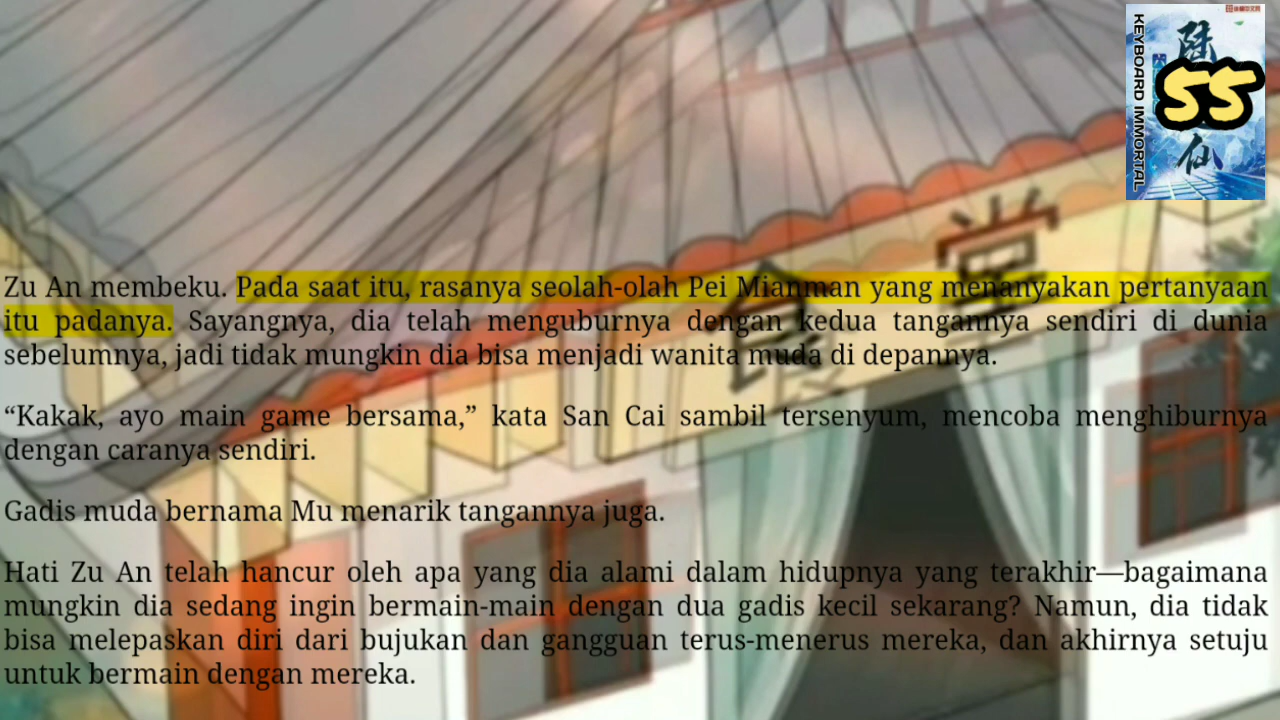 KEYBOARD IMMORTAL
陆
仙
55
食堂
Zu An membeku. Pada saat itu, rasanya seolah-olah Pei Mianman yang menanyakan pertanyaan
itu padanya. Sayangnya, dia telah menguburnya dengan kedua tangannya sendiri di dunia
sebelumnya, jadi tidak mungkin dia bisa menjadi wanita muda di depannya.
“Kakak, ayo main game bersama,” kata San Cai sambil tersenyum, mencoba menghiburnya
dengan caranya sendiri.
Gadis muda bernama Mu menarik tangannya juga.
Hati Zu An telah hancur oleh apa yang dia alami dalam hidupnya yang terakhir—bagaimana
mungkin dia sedang ingin bermain-main dengan dua gadis kecil sekarang? Namun, dia tidak
bisa melepaskan diri dari bujukan dan gangguan terus-menerus mereka, dan akhirnya setuju
untuk bermain dengan mereka.